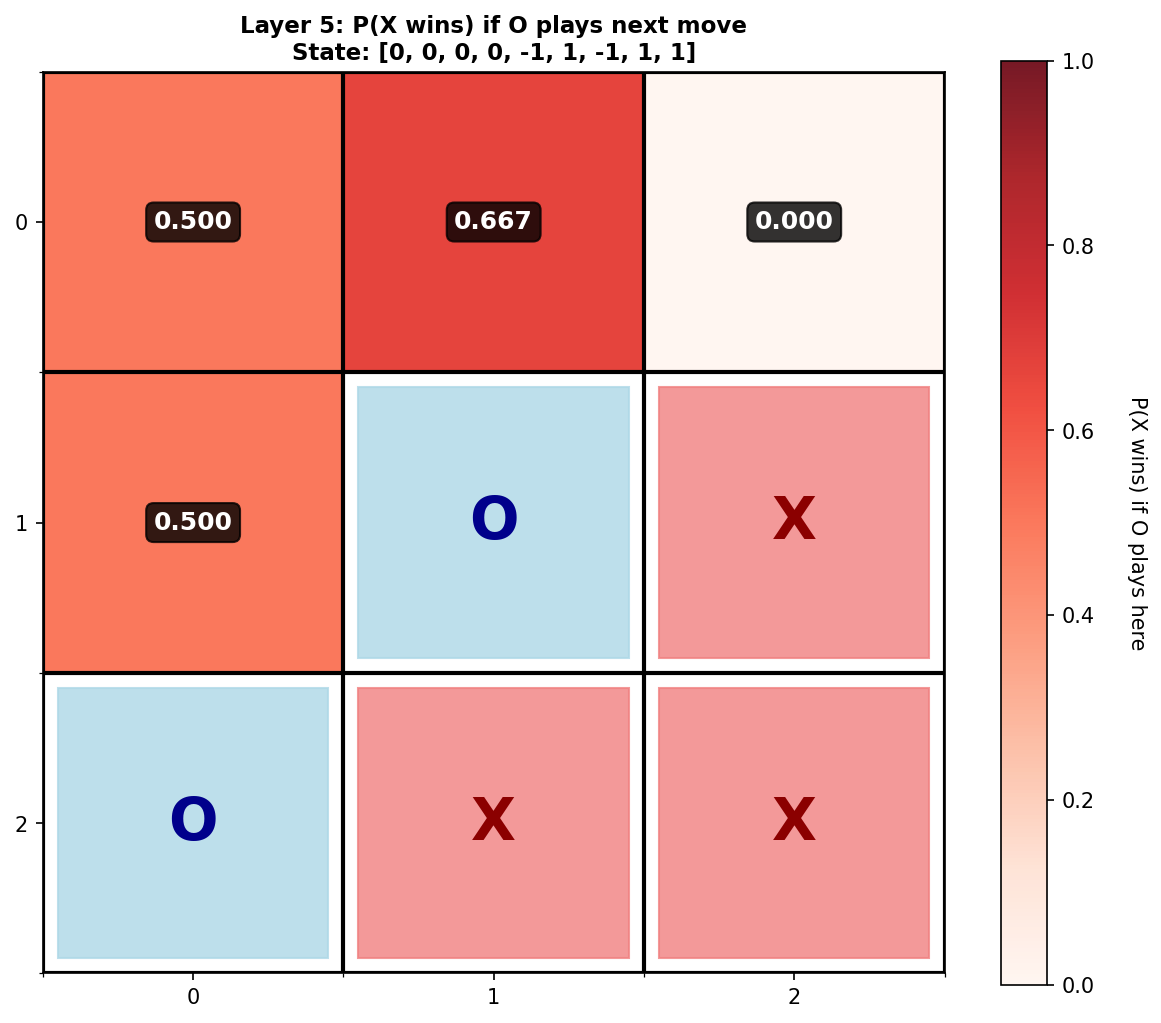 Layer 5: P(X wins) if O plays next move
State: [0, 0, 0, 0, -1, 1, -1, 1, 1]
0.500
0.667
0.000
0
0.500
O
X
1
O
X
X
2
0
1
2
1.0
0.8
0.6
0.4
0.2
0.0
P(X wins) if O plays here